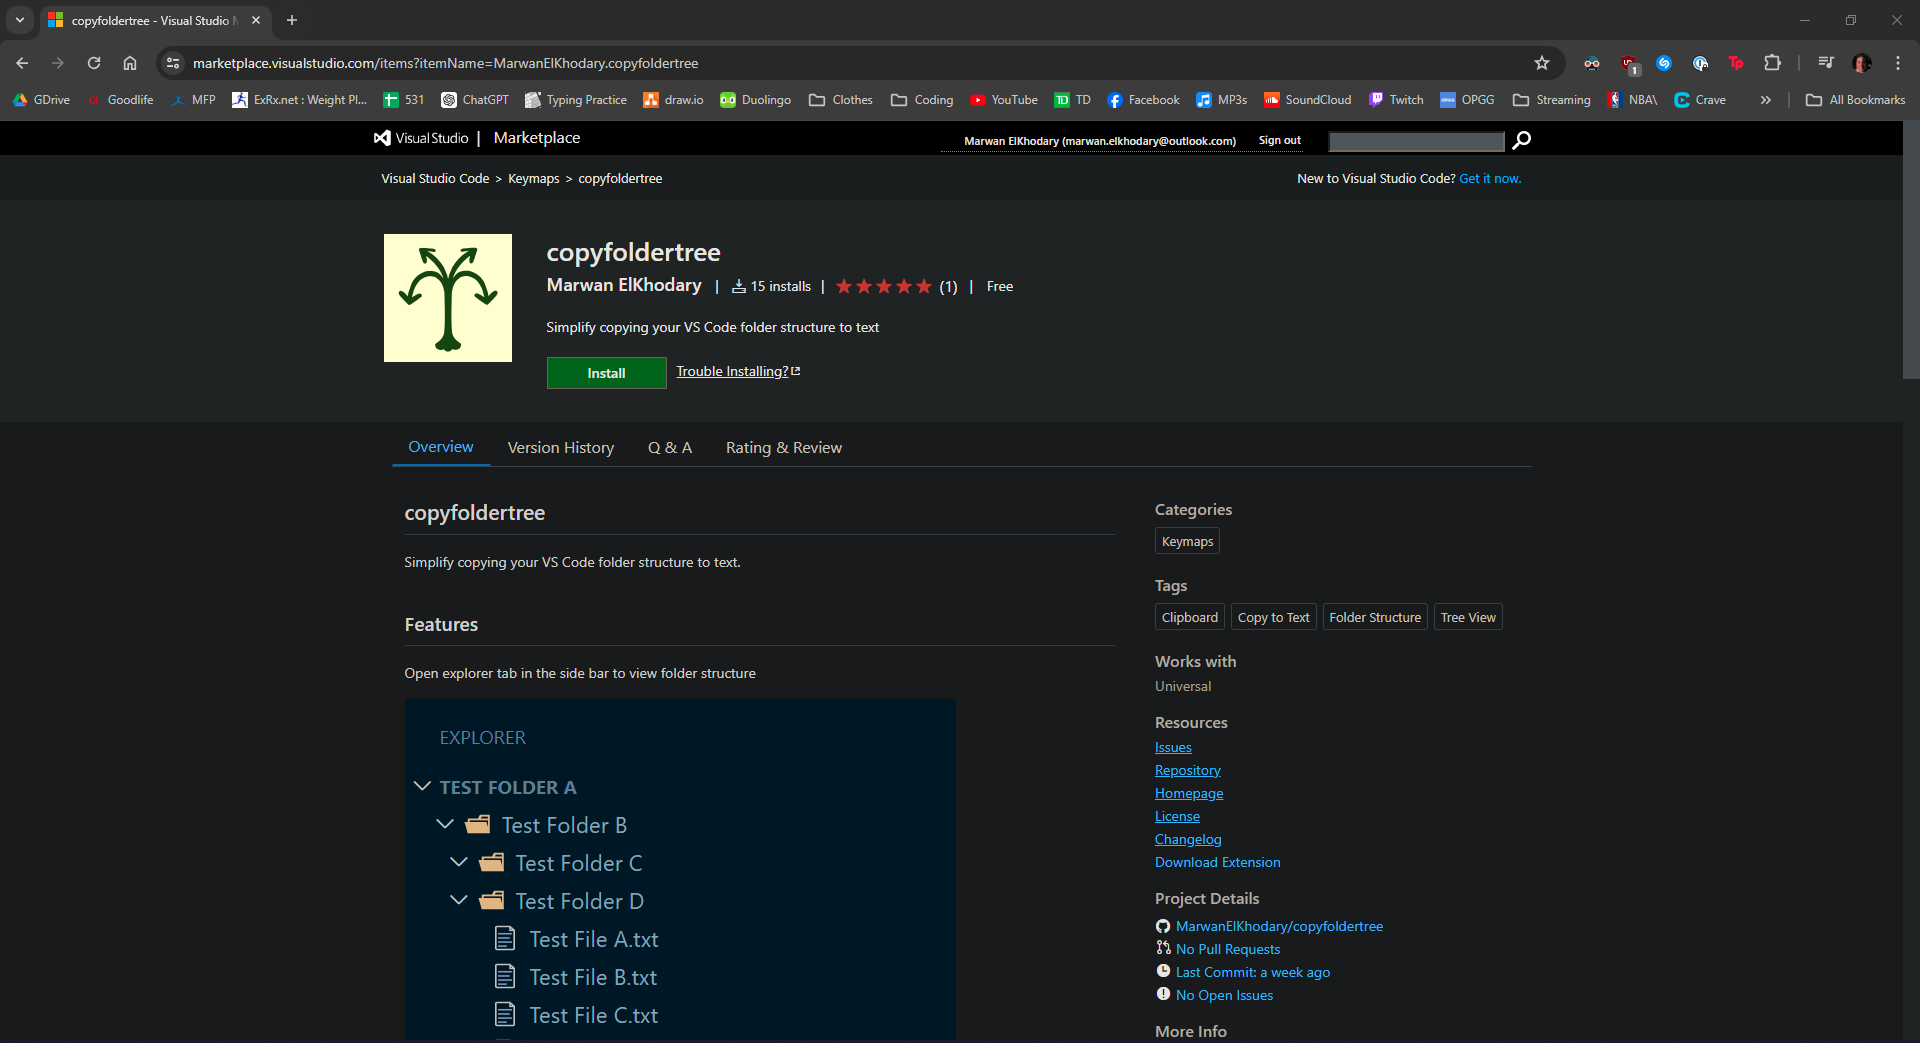 copyfoldertree - Visual Studio M
marketplace.visualstudio.com/items?itemName=MarwanElKhodary.copyfoldertree
1
GDrive Goodlife MFP ExRx.net : Weight Pl... 531 ChatGPT Typing Practice draw.io Duolingo Clothes Coding YouTube TD Facebook MP3s SoundCloud Twitch OPGG Streaming NBA\ Crave All Bookmarks
Visual Studio | Marketplace
Marwan ElKhodary (marwan.elkhodary@outlook.com) Sign out
Visual Studio Code > Keymaps > copyfoldertree
New to Visual Studio Code? Get it now.
copyfoldertree
Marwan ElKhodary | 15 installs | (1) | Free
Simplify copying your VS Code folder structure to text
Install Trouble Installing?
Overview Version History Q & A Rating & Review
copyfoldertree
Simplify copying your VS Code folder structure to text.
Features
Open explorer tab in the side bar to view folder structure
EXPLORER
TEST FOLDER A
Test Folder B
Test Folder C
Test Folder D
Test File A.txt
Test File B.txt
Test File C.txt
Categories
Keymaps
Tags
Clipboard Copy to Text Folder Structure Tree View
Works with
Universal
Resources
Issues
Repository
Homepage
License
Changelog
Download Extension
Project Details
MarwanElKhodary/copyfoldertree
No Pull Requests
Last Commit: a week ago
No Open Issues
More Info